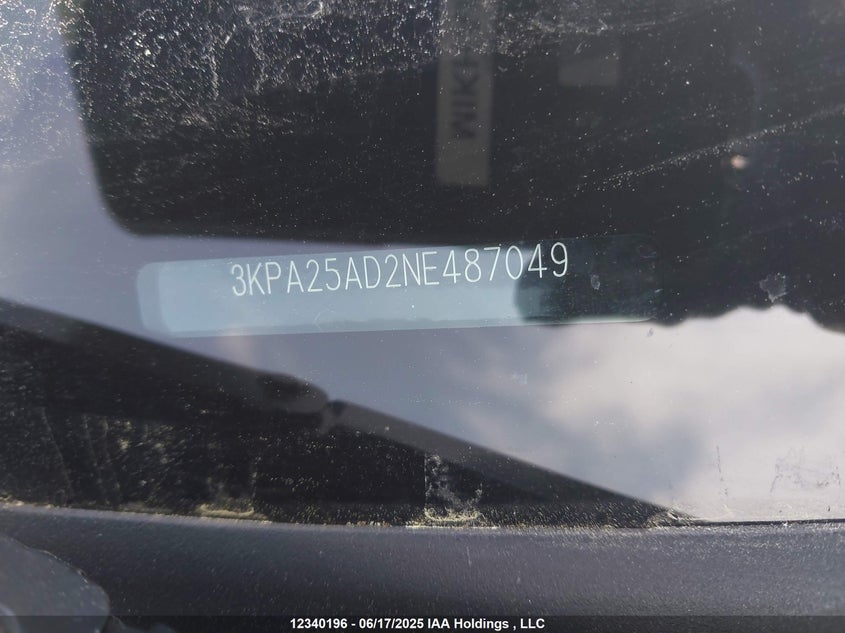 3KPA25AD2NE487049
12340196 - 06/17/2025 IAA Holdings , LLC